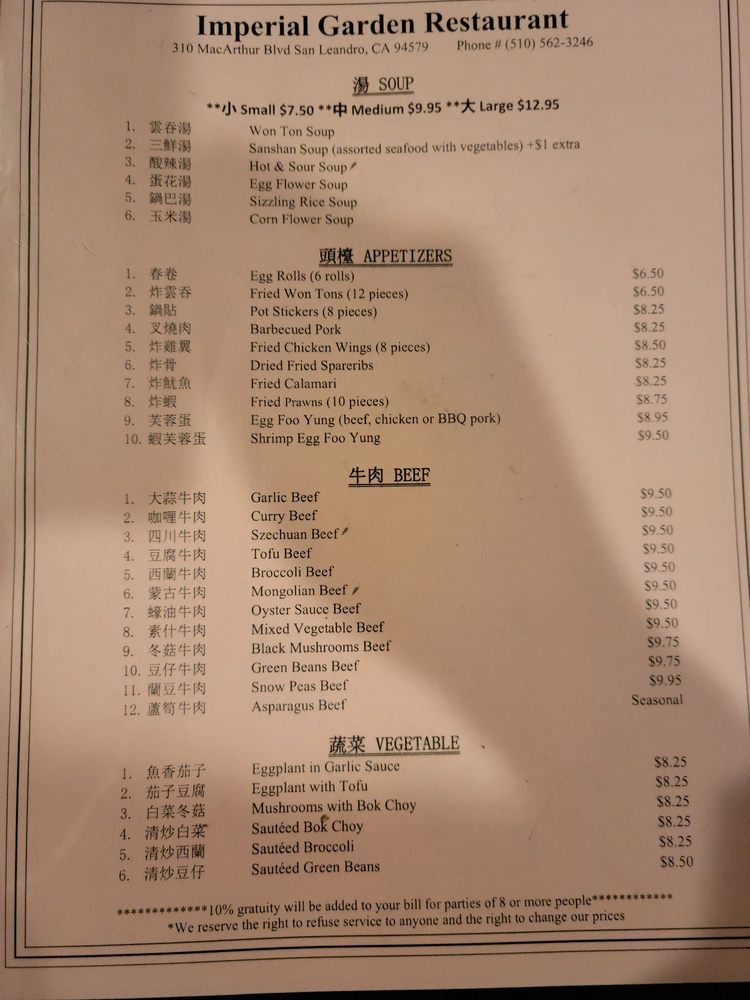 Imperial Garden Restaurant
310 MacArthur Blvd San Leandro, CA 94579 Phone # (510) 562-3246
湯 SOUP
**小 Small $7.50 **中 Medium $9.95 **大 Large $12.95
1. 雲吞湯 Won Ton Soup
2. 三鮮湯 Sanshan Soup (assorted seafood with vegetables) +$1 extra
3. 酸辣湯 Hot & Sour Soup
4. 蛋花湯 Egg Flower Soup
5. 鍋巴湯 Sizzling Rice Soup
6. 玉米湯 Corn Flower Soup
頭檯 APPETIZERS
1. 春卷 Egg Rolls (6 rolls) $6.50
2. 炸雲吞 Fried Won Tons (12 pieces) $6.50
3. 鍋貼 Pot Stickers (8 pieces) $8.25
4. 叉燒肉 Barbecued Pork $8.25
5. 炸雞翼 Fried Chicken Wings (8 pieces) $8.50
6. 炸骨 Dried Fried Spareribs $8.25
7. 炸魷魚 Fried Calamari $8.25
8. 炸蝦 Fried Prawns (10 pieces) $8.75
9. 芙蓉蛋 Egg Foo Yung (beef, chicken or BBQ pork) $8.95
10. 蝦芙蓉蛋 Shrimp Egg Foo Yung $9.50
牛肉 BEEF
1. 大蒜牛肉 Garlic Beef $9.50
2. 咖喱牛肉 Curry Beef $9.50
3. 四川牛肉 Szechuan Beef $9.50
4. 豆腐牛肉 Tofu Beef $9.50
5. 西蘭牛肉 Broccoli Beef $9.50
6. 蒙古牛肉 Mongolian Beef $9.50
7. 蠔油牛肉 Oyster Sauce Beef $9.50
8. 素什牛肉 Mixed Vegetable Beef $9.50
9. 冬菇牛肉 Black Mushrooms Beef $9.75
10. 豆仔牛肉 Green Beans Beef $9.75
11. 蘭豆牛肉 Snow Peas Beef $9.95
12. 蘆筍牛肉 Asparagus Beef Seasonal
蔬菜 VEGETABLE
1. 魚香茄子 Eggplant in Garlic Sauce $8.25
2. 茄子豆腐 Eggplant with Tofu $8.25
3. 白菜冬菇 Mushrooms with Bok Choy $8.25
4. 清炒白菜 Sautéed Bok Choy $8.25
5. 清炒西蘭 Sautéed Broccoli $8.25
6. 清炒豆仔 Sautéed Green Beans $8.50
*************10% gratuity will be added to your bill for parties of 8 or more people************
*We reserve the right to refuse service to anyone and the right to change our prices